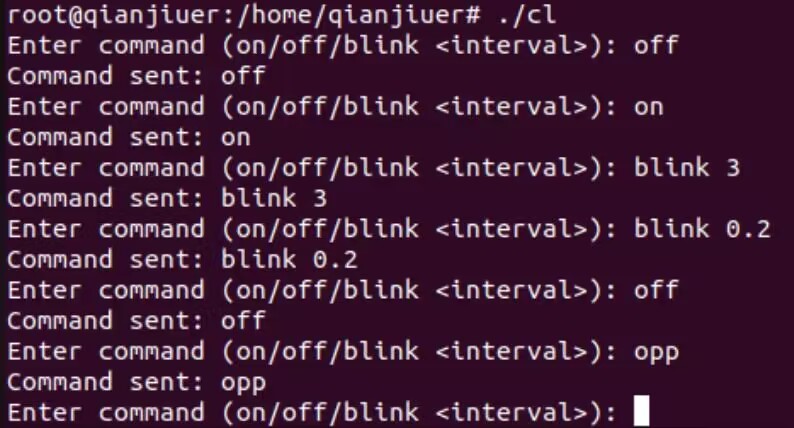 root@qianjiuer:/home/qianjiuer# ./cl
Enter command (on/off/blink <interval>): off
Command sent: off
Enter command (on/off/blink <interval>): on
Command sent: on
Enter command (on/off/blink <interval>): blink 3
Command sent: blink 3
Enter command (on/off/blink <interval>): blink 0.2
Command sent: blink 0.2
Enter command (on/off/blink <interval>): off
Command sent: off
Enter command (on/off/blink <interval>): opp
Command sent: opp
Enter command (on/off/blink <interval>):